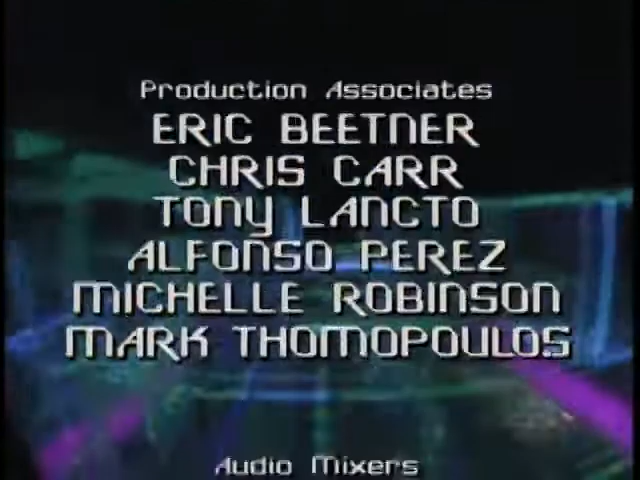 Production Associates
ERIC BEETNER
CHRIS CARR
TONY LANCTO
ALFONSO PEREZ
MICHELLE ROBINSON
MARK THOMOPOULOS
Audio Mixers